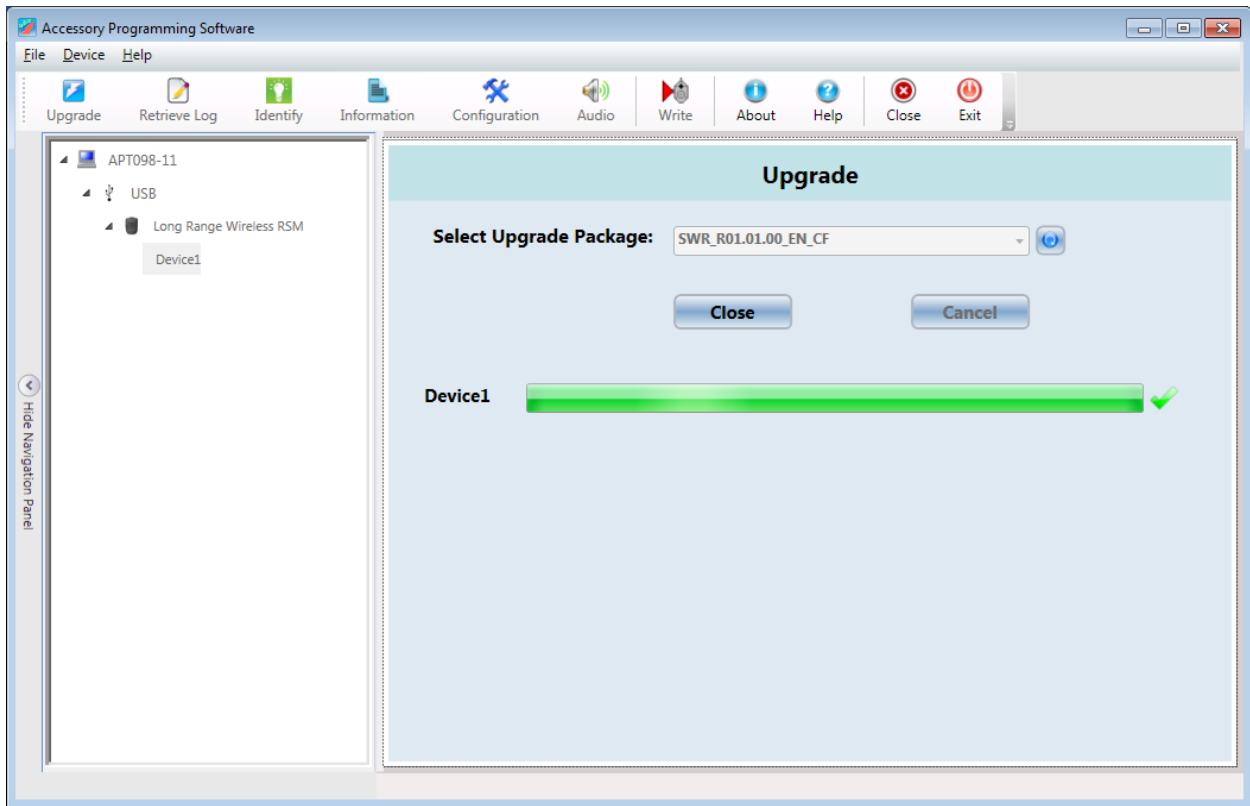 Accessory Programming Software
File Device Help
Upgrade Retrieve Log Identify Information Configuration Audio Write About Help Close Exit
APT098-11
USB
Long Range Wireless RSM
Device1
Hide Navigation Panel
Upgrade
Select Upgrade Package: SWR_R01.01.00_EN_CF
Close Cancel
Device1